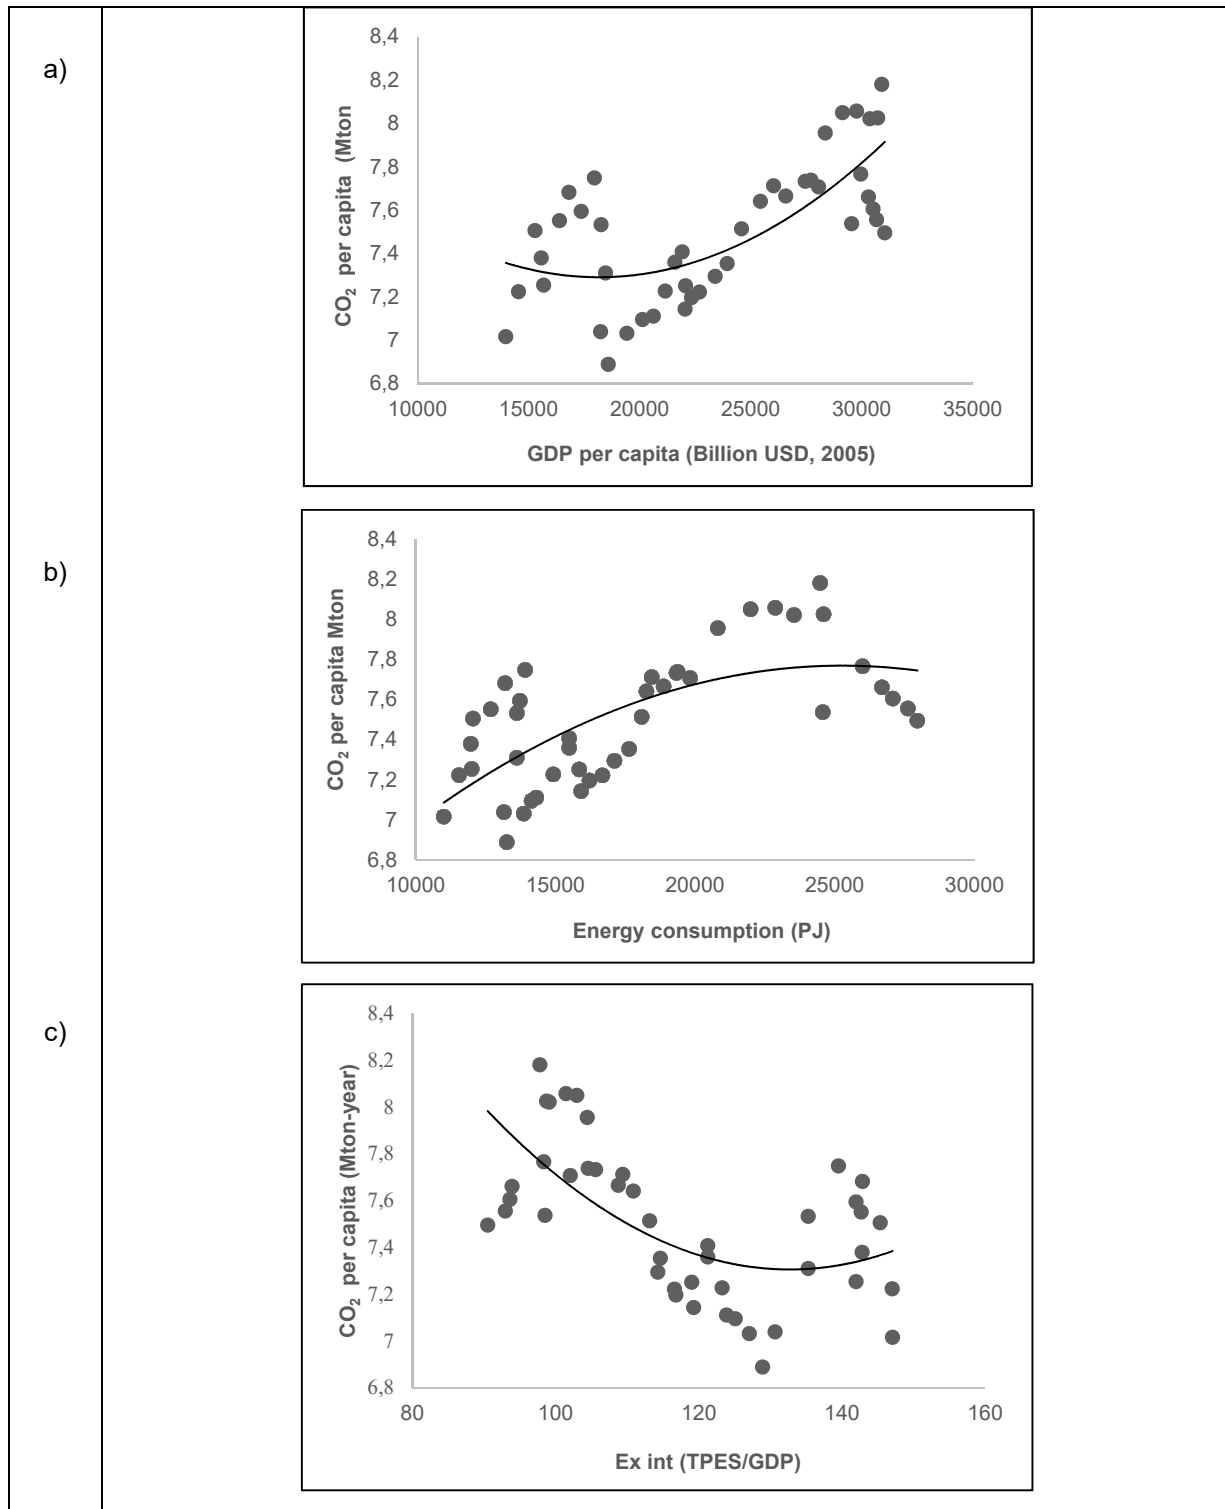 a)
CO₂ per capita (Mton
8,4
8,2
8
7,8
7,6
7,4
7,2
7
6,8
10000 15000 20000 25000 30000 35000
GDP per capita (Billion USD, 2005)
b)
CO₂ per capita Mton
8,4
8,2
8
7,8
7,6
7,4
7,2
7
6,8
10000 15000 20000 25000 30000
Energy consumption (PJ)
c)
CO₂ per capita (Mton-year)
8,4
8,2
8
7,8
7,6
7,4
7,2
7
6,8
80 100 120 140 160
Ex int (TPES/GDP)